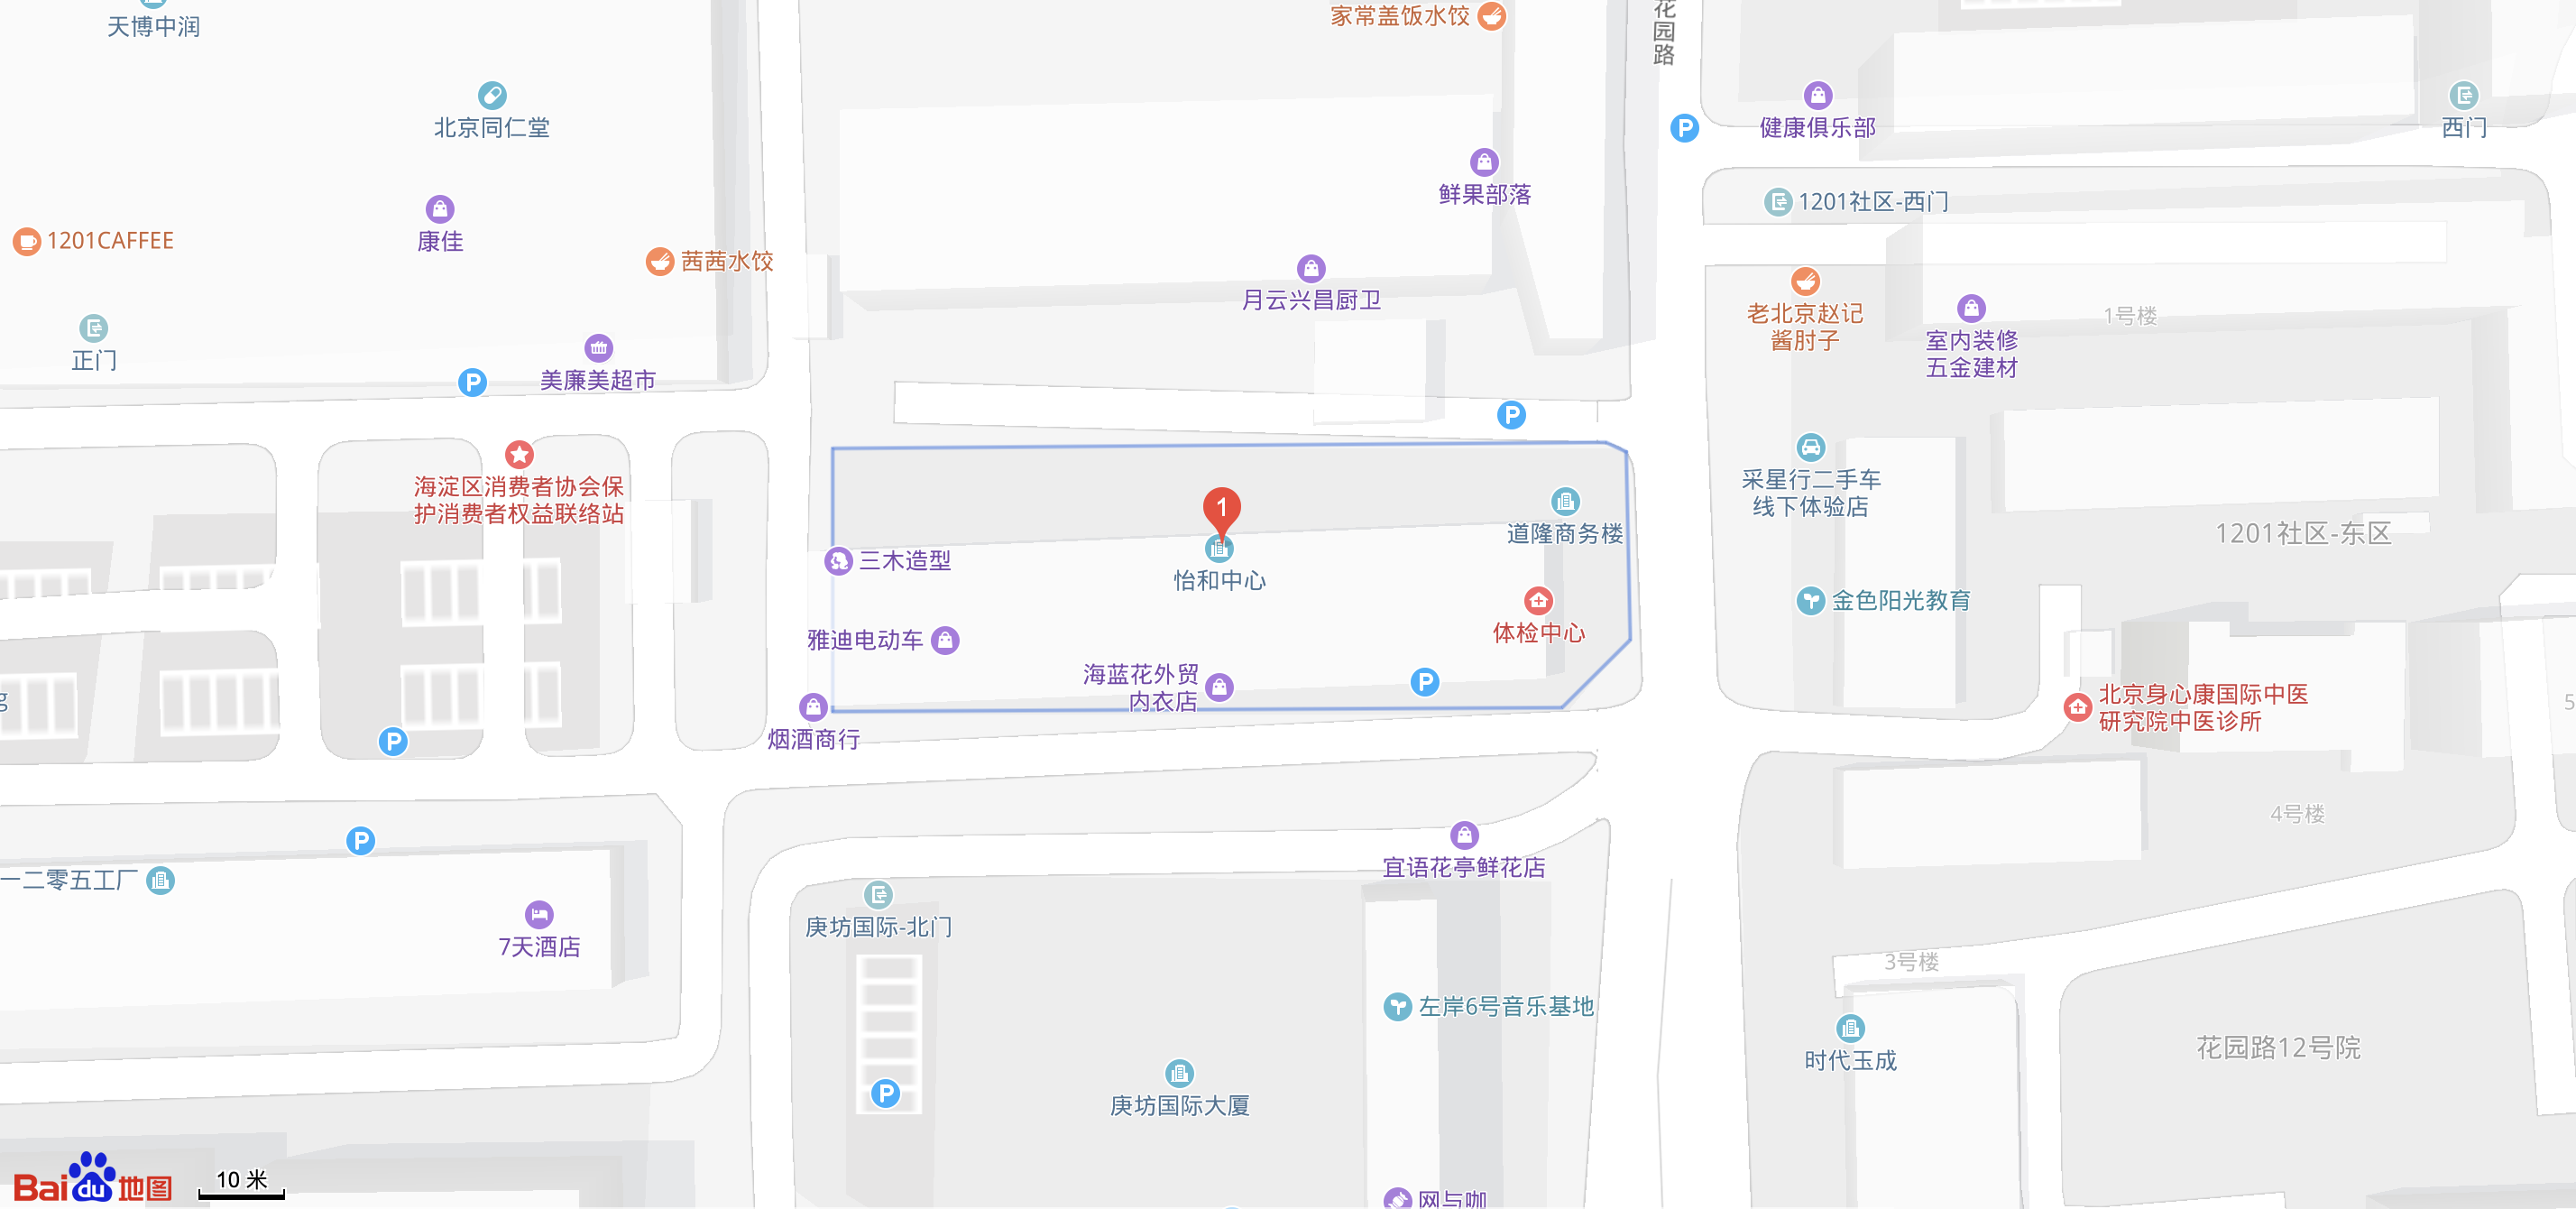 天博中润
家常盖饭水饺
花园路
北京同仁堂
健康俱乐部
西门
鲜果部落
1201社区-西门
康佳
1201CAFFEE
茜茜水饺
月云兴昌厨卫
老北京赵记
酱肘子
1号楼
室内装修
五金建材
正门
美廉美超市
P
P
P
海淀区消费者协会保
护消费者权益联络站
采星行二手车
线下体验店
1
道隆商务楼
1201社区-东区
三木造型
怡和中心
金色阳光教育
体检中心
雅迪电动车
海蓝花外贸
内衣店
P
g
北京身心康国际中医
研究院中医诊所
5
烟酒商行
P
4号楼
P
宜语花亭鲜花店
一二零五工厂
庚坊国际-北门
7天酒店
3号楼
左岸6号音乐基地
时代玉成
花园路12号院
P
庚坊国际大厦
Bai du 地图
10 米
网与咖